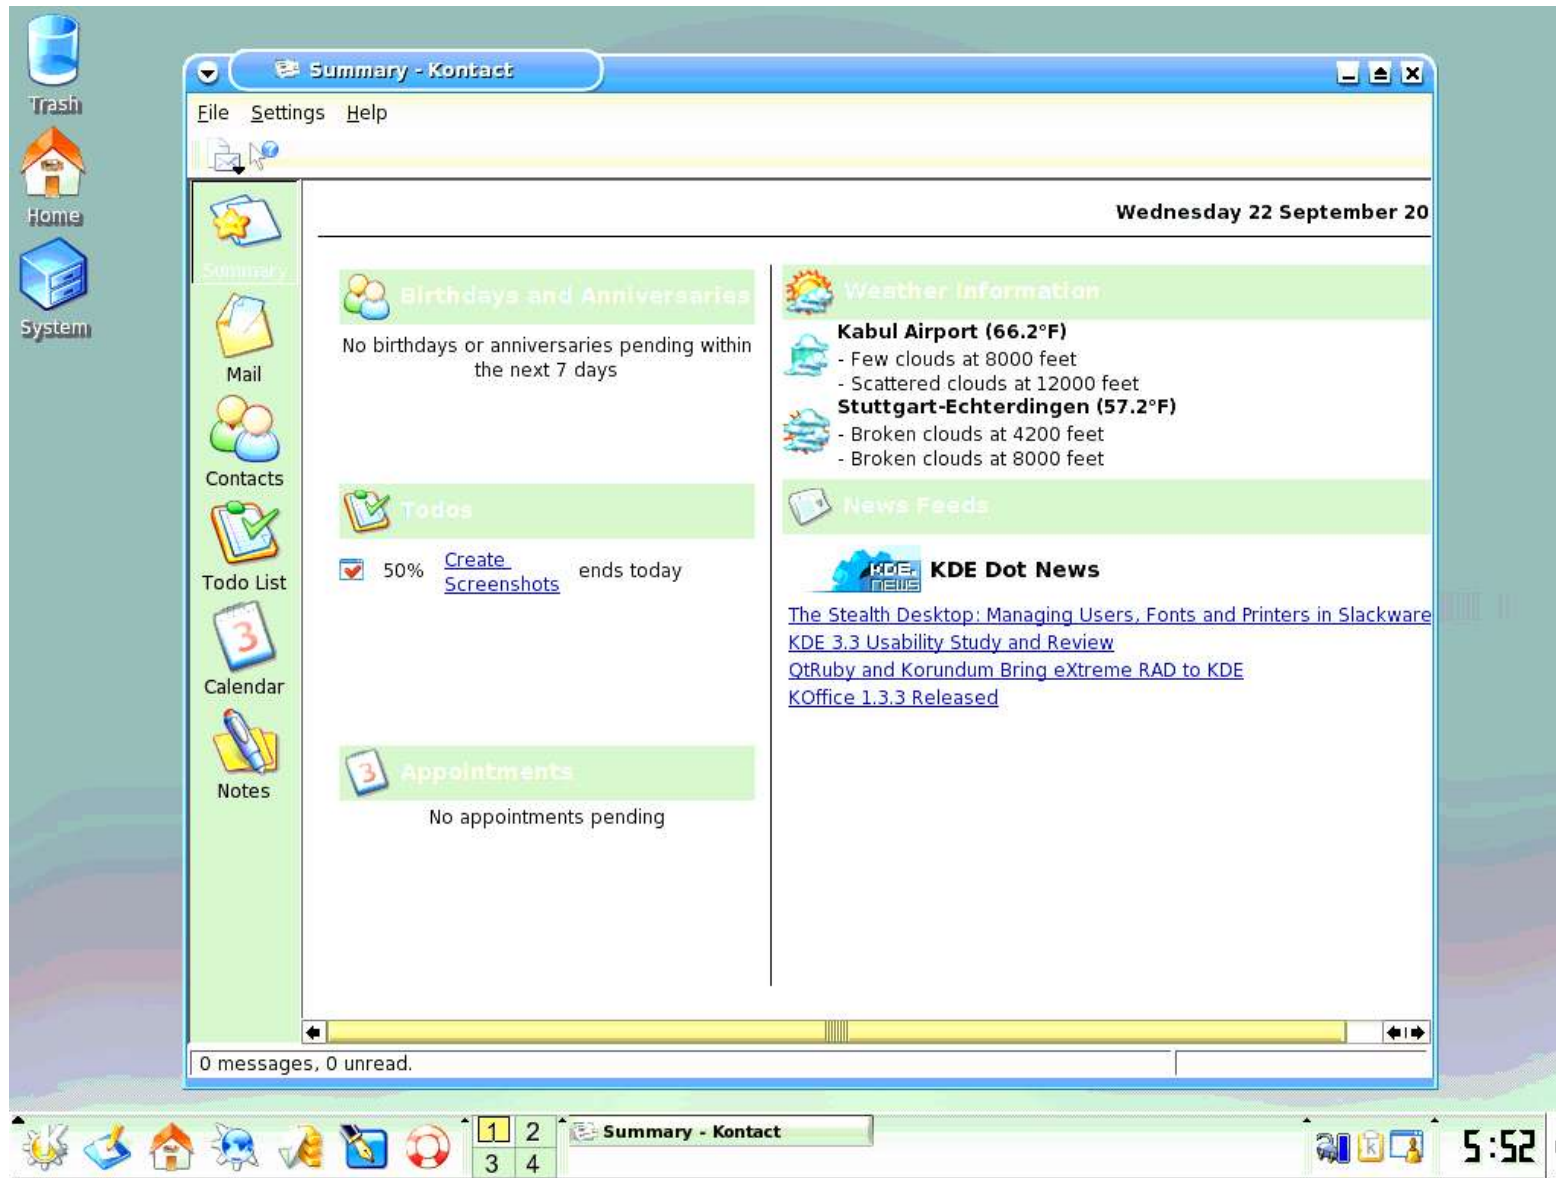 Trash
Home
System
Summary - Kontact
File Settings Help
Summary
Mail
Contacts
Todo List
3
Calendar
Notes
Wednesday 22 September 20
Birthdays and Anniversaries
No birthdays or anniversaries pending within
the next 7 days
Todos
50% Create
Screenshots
ends today
3
Appointments
No appointments pending
Weather Information
Kabul Airport (66.2°F)
- Few clouds at 8000 feet
- Scattered clouds at 12000 feet
Stuttgart-Echterdingen (57.2°F)
- Broken clouds at 4200 feet
- Broken clouds at 8000 feet
News Feeds
KDE. NEWS
KDE Dot News
The Stealth Desktop: Managing Users, Fonts and Printers in Slackware
KDE 3.3 Usability Study and Review
QtRuby and Korundum Bring eXtreme RAD to KDE
KOffice 1.3.3 Released
0 messages, 0 unread.
1 2
3 4
Summary - Kontact
5:52